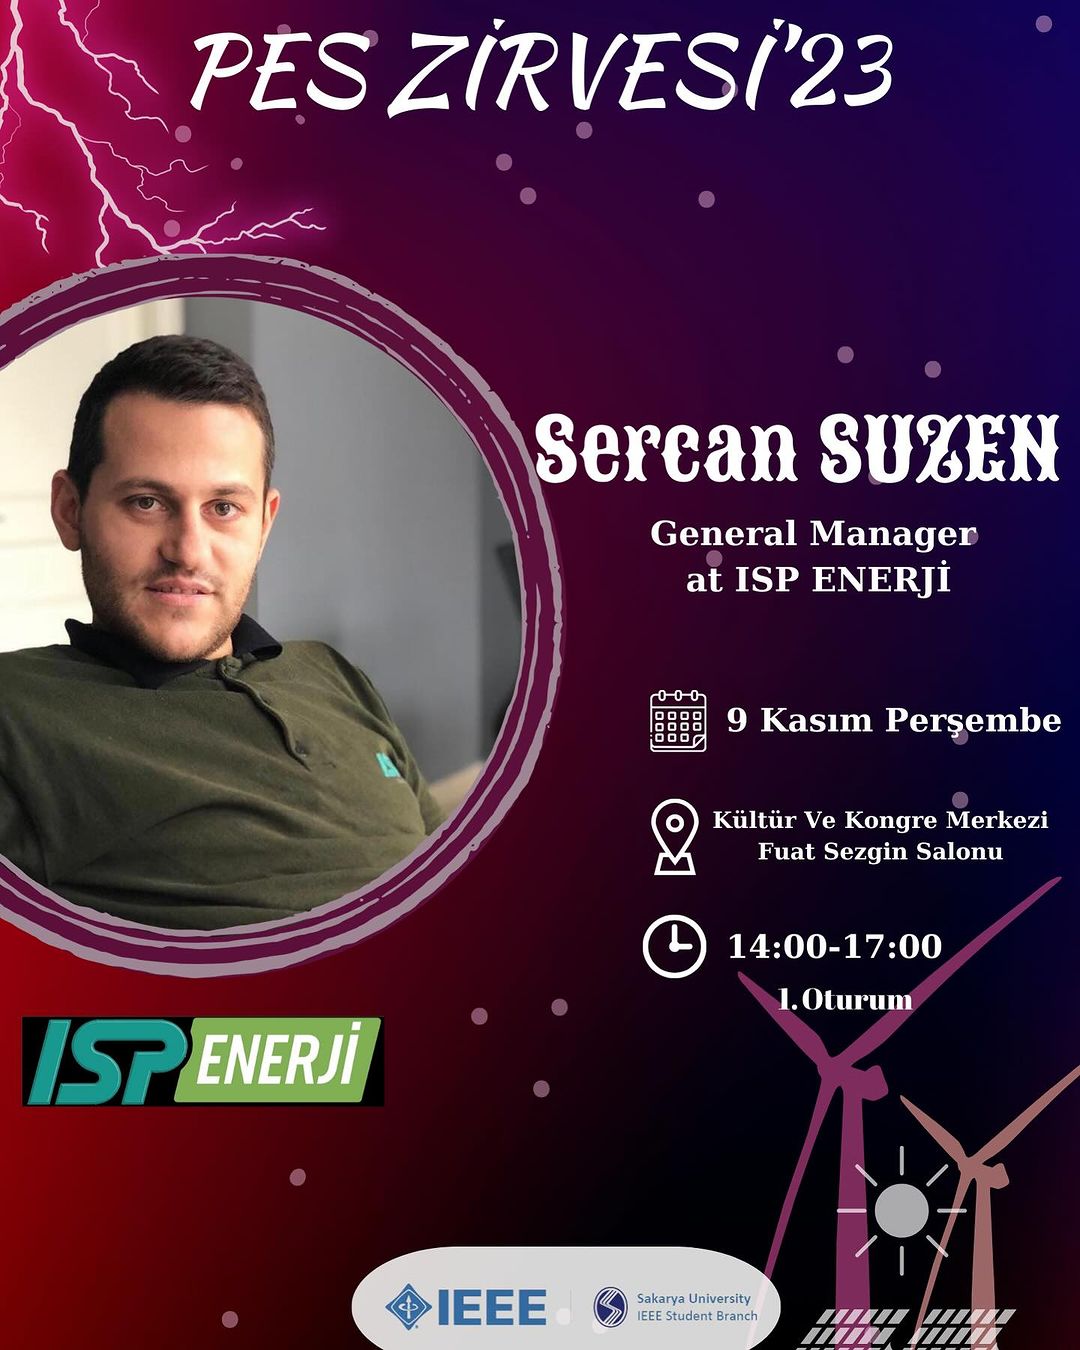 PES ZİRVESİ'23
Sercan SUZEN
General Manager
at ISP ENERJİ
9 Kasım Perşembe
Kültür Ve Kongre Merkezi
Fuat Sezgin Salonu
14:00-17:00
1.Oturum
ISP ENERJİ
IEEE
Sakarya University
IEEE Student Branch